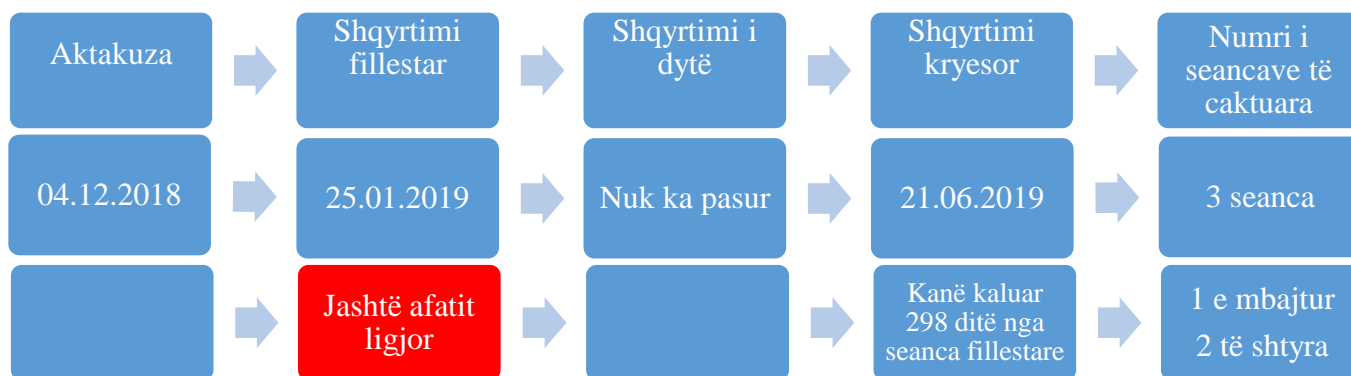 Aktakuza
Shqyrtimi
fillestar
Shqyrtimi i
dytë
Shqyrtimi
kryesor
Numri i
seancave të
caktuara
04.12.2018
25.01.2019
Nuk ka pasur
21.06.2019
3 seanca
Jashtë afatit
ligjor
Kanë kaluar
298 ditë nga
seanca fillestare
1 e mbajtur
2 të shtyra